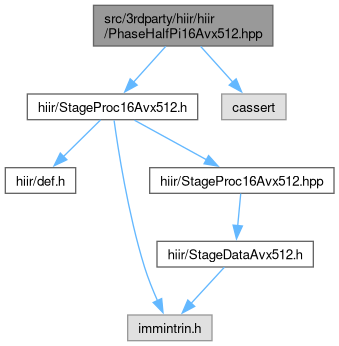 src/3rdparty/hiir/hiir
/PhaseHalfPi16Avx512.hpp
hiir/StageProc16Avx512.h
cassert
hiir/def.h
hiir/StageProc16Avx512.hpp
hiir/StageDataAvx512.h
immintrin.h